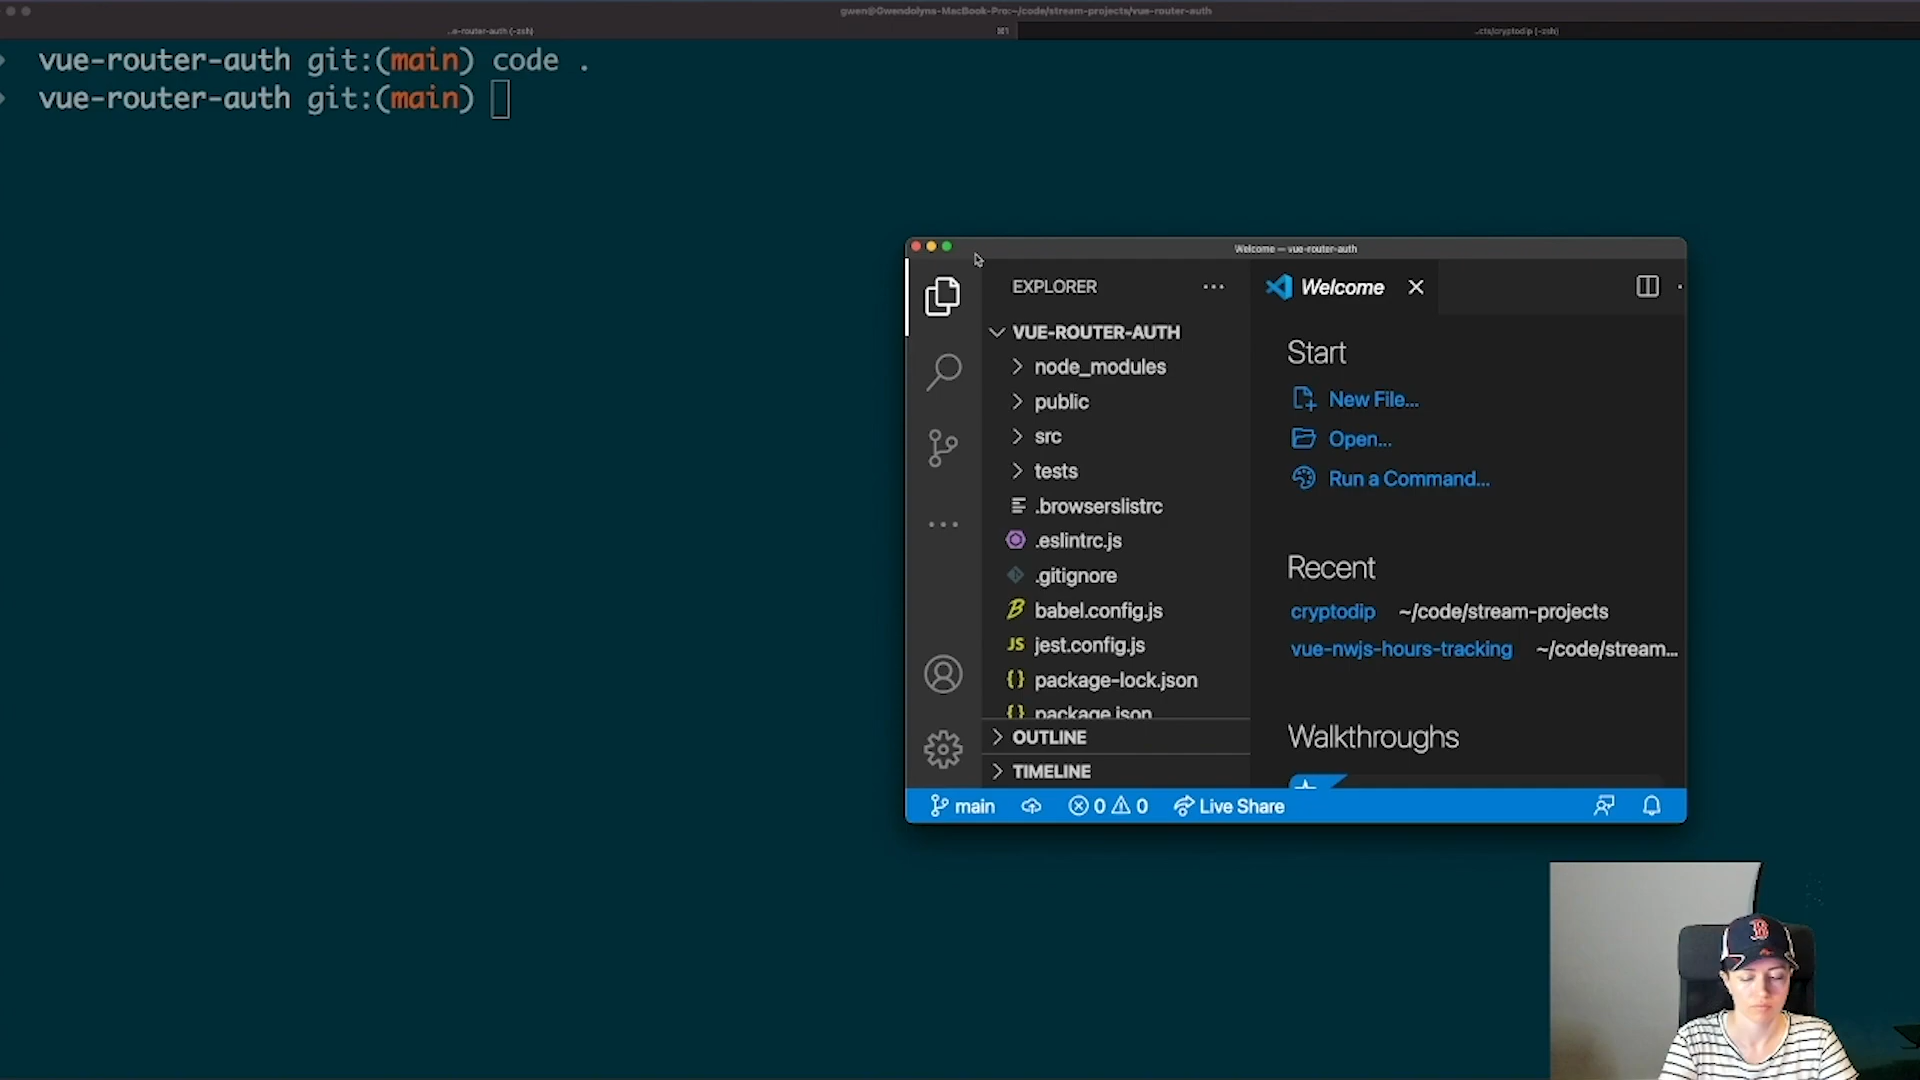 gwen@Gwendolyns-MacBook-Pro:~/code/stream-projects/vue-router-auth
..e-router-auth (-zsh)
⌘1
..cts/cryptodip (-zsh)
vue-router-auth git:(main) code .
vue-router-auth git:(main)
Welcome — vue-router-auth
EXPLORER
Welcome
VUE-ROUTER-AUTH
node_modules
public
src
tests
.browserslistrc
.eslintrc.js
.gitignore
babel.config.js
JS jest.config.js
{} package-lock.json
{} package.json
OUTLINE
TIMELINE
Start
New File...
Open...
Run a Command...
Recent
cryptodip ~/code/stream-projects
vue-nwjs-hours-tracking ~/code/stream...
Walkthroughs
main 0 0 Live Share
B